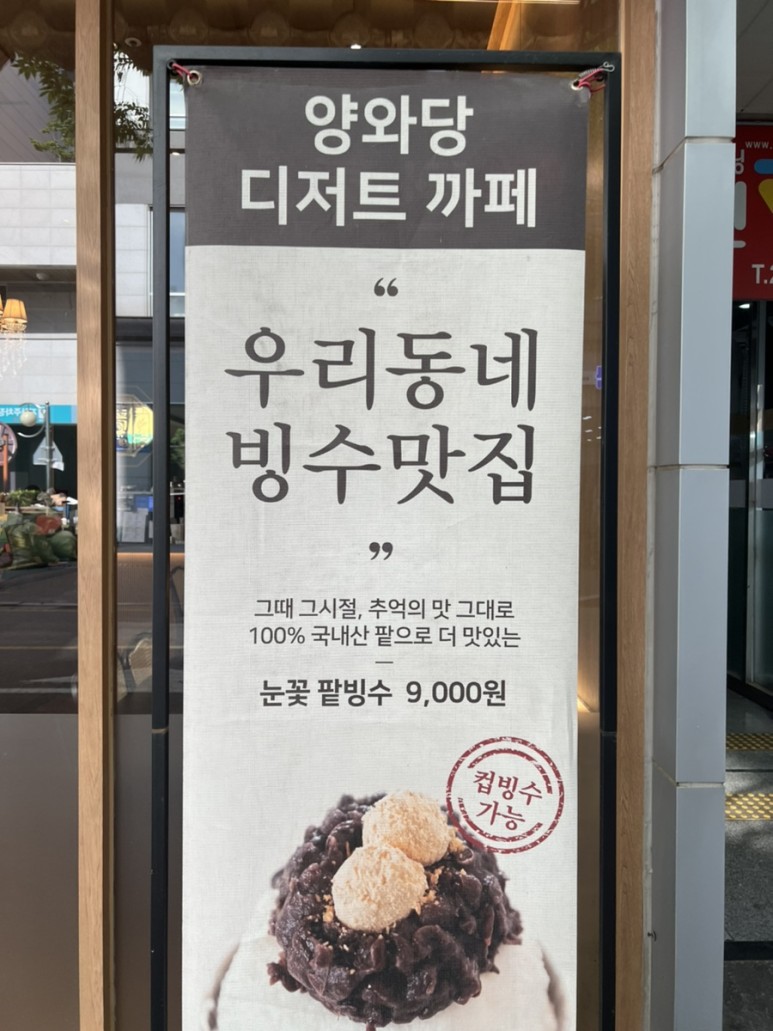 양와당
디저트 까페
“
우리동네
빙수맛집
”
그때 그시절, 추억의 맛 그대로
100% 국내산 팥으로 더 맛있는
눈꽃 팥빙수 9,000원
컵빙수
가능
www.
T.2